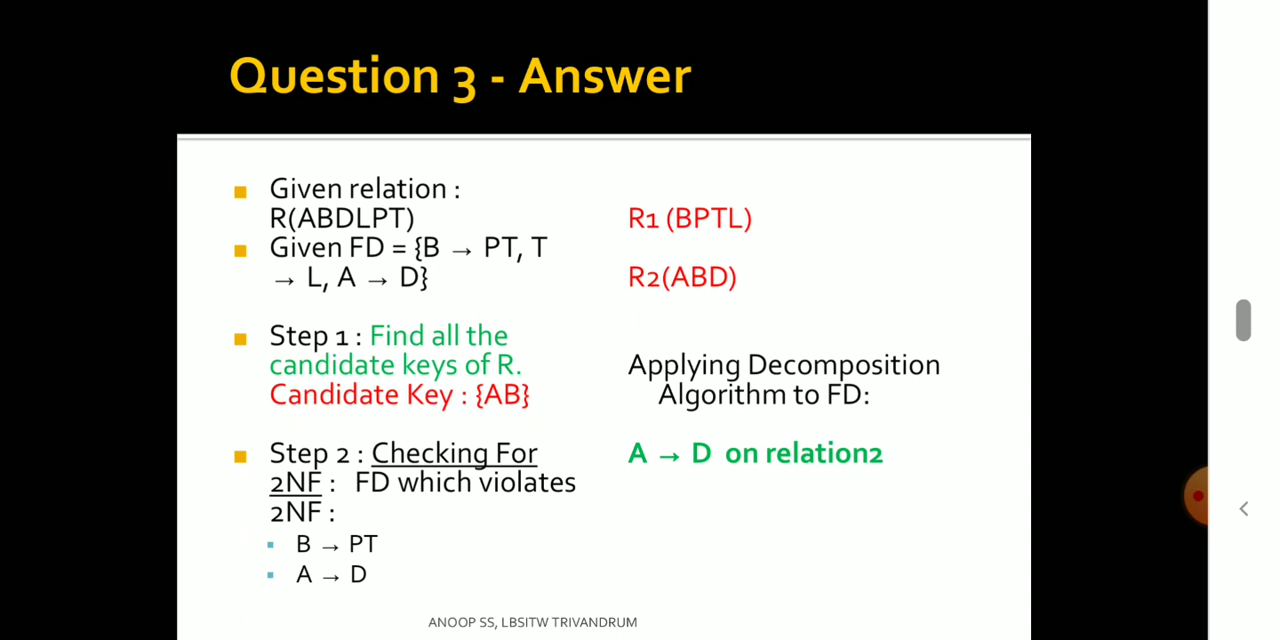 Question 3 - Answer
Given relation :
R(ABDLPT)
Given FD = {B → PT, T
→ L, A → D}
Step 1 : Find all the
candidate keys of R.
Candidate Key : {AB}
Step 2 : Checking For
2NF : FD which violates
2NF :
B → PT
A → D
R1 (BPTL)
R2(ABD)
Applying Decomposition
Algorithm to FD:
A → D on relation2
ANOOP SS, LBSITW TRIVANDRUM